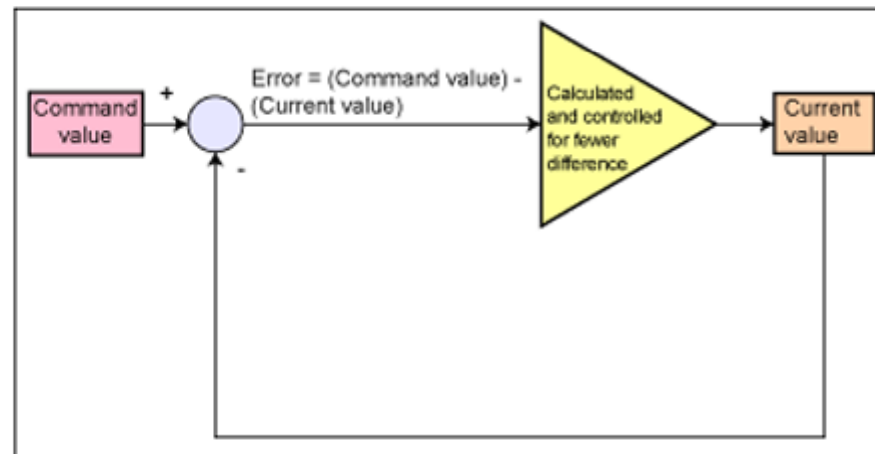 Command
value
+
-
Error = (Command value) -
(Current value)
Calculated
and controlled
for fewer
difference
Current
value